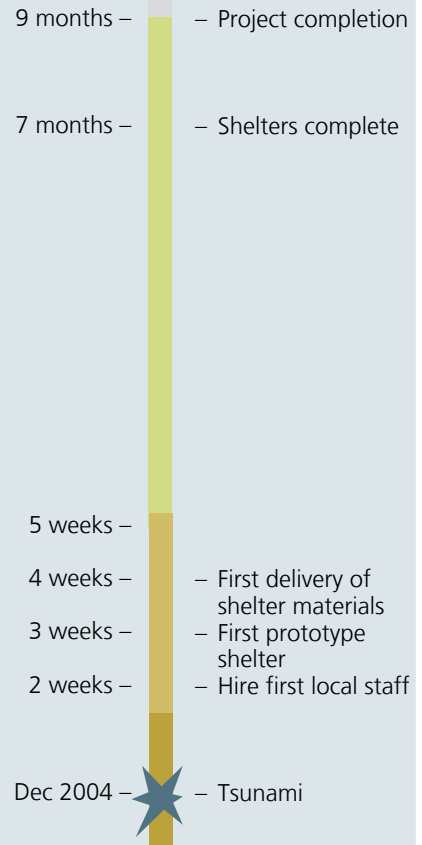 9 months – – Project completion
7 months – – Shelters complete
5 weeks –
4 weeks – – First delivery of
shelter materials
3 weeks – – First prototype
shelter
2 weeks – – Hire first local staff
Dec 2004 – – Tsunami